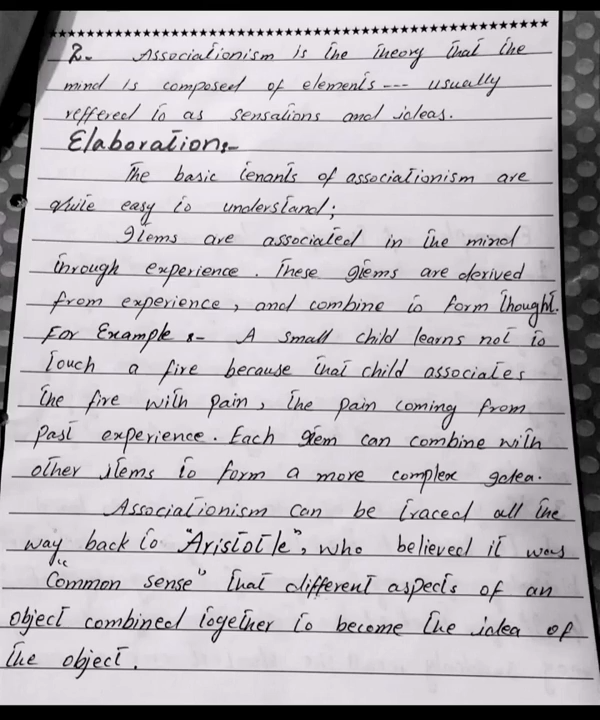 *****************************************************
2- Associationism is the theory that the
mind is composed of elements --- usually
reffered to as sensations and ideas.
Elaboration:-
The basic tenants of associationism are
quite easy to understand;
Items are associated in the mind
through experience. These Items are derived
from experience, and combine to form thought.
For Example :- A small child learns not to
touch a fire because that child associates
the fire with pain, the pain coming from
past experience. Each item can combine with
other items to form a more complex idea.
Associationism can be traced all the
way back to "Aristotle", who believed it was
"Common sense" that different aspects of an
object combined together to become the idea of
the object.